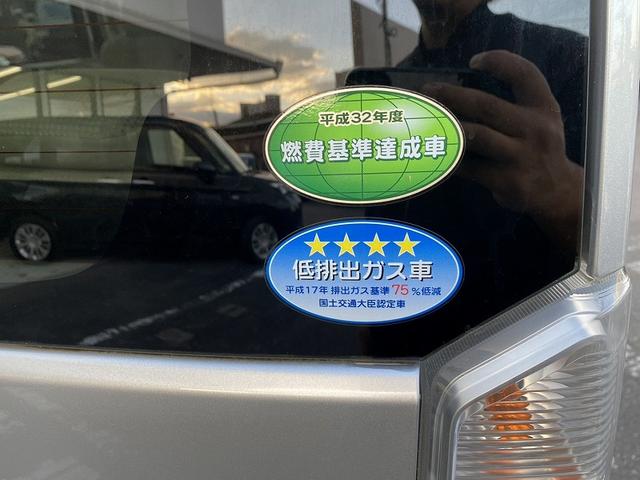 平成32年度
燃費基準達成車
低排出ガス車
平成17年 排出ガス基準 75 %低減
国土交通大臣認定車